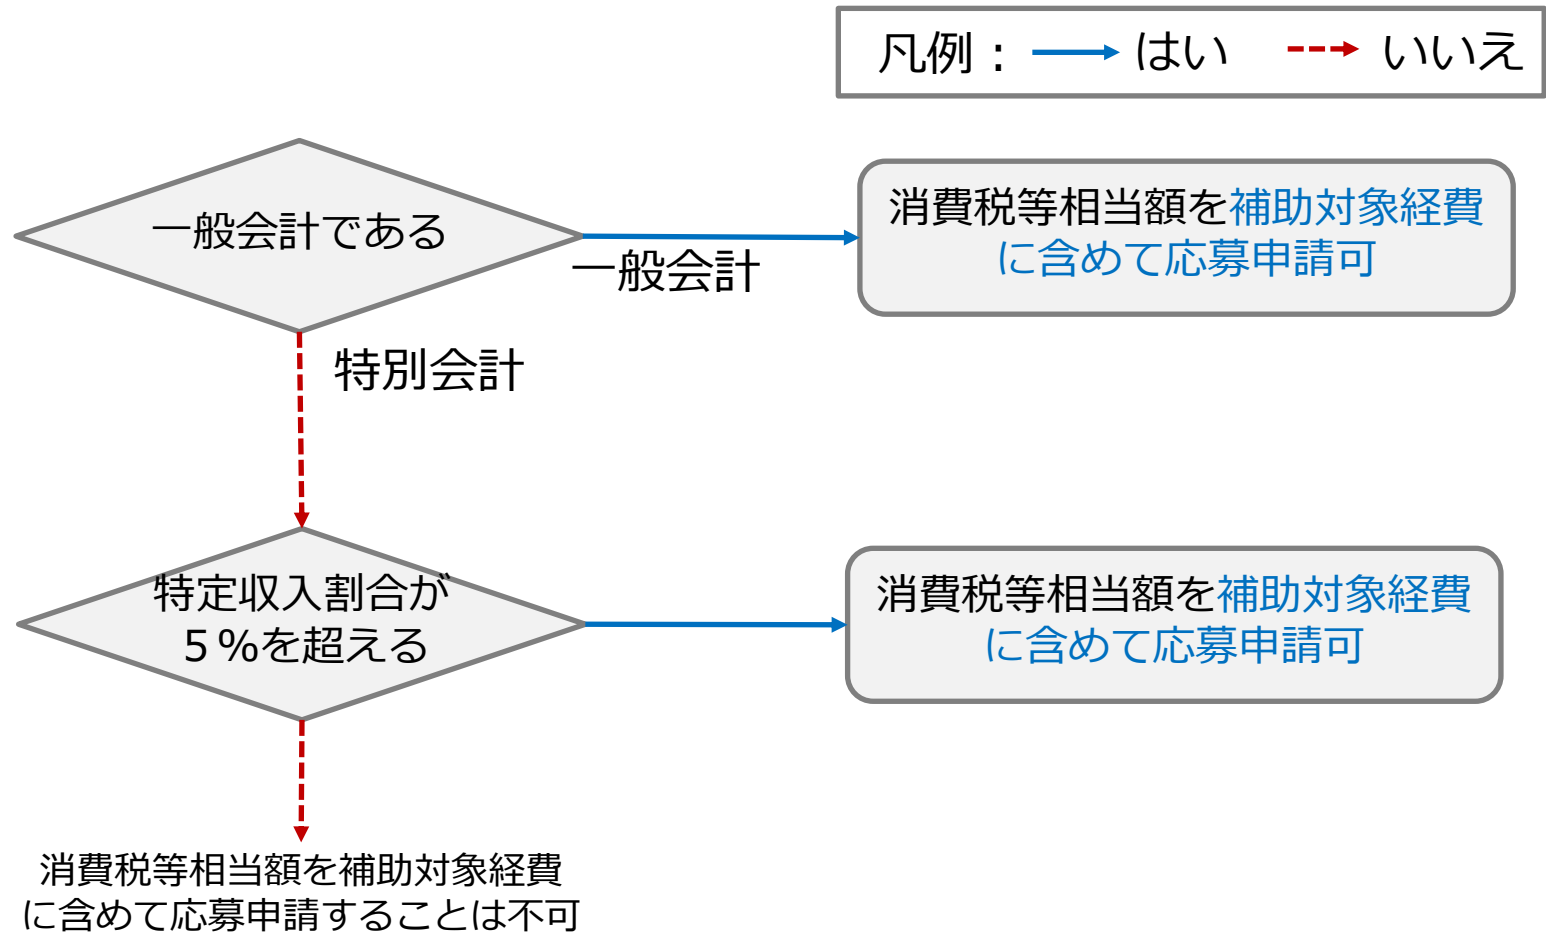 凡例： はい いいえ
一般会計である
一般会計
消費税等相当額を補助対象経費
に含めて応募申請可
特別会計
特定収入割合が
５％を超える
消費税等相当額を補助対象経費
に含めて応募申請可
消費税等相当額を補助対象経費
に含めて応募申請することは不可